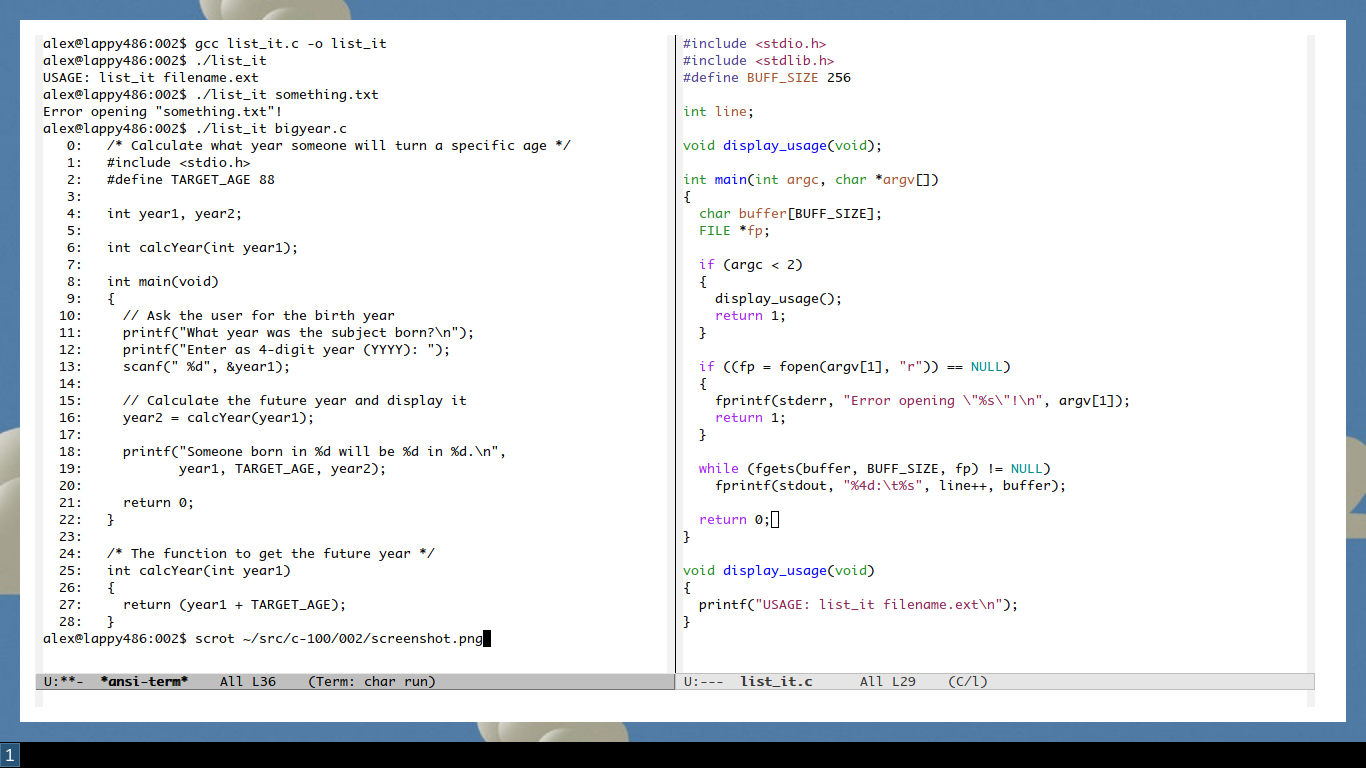 alex@lappy486:002$ gcc list_it.c -o list_it
alex@lappy486:002$ ./list_it
USAGE: list_it filename.ext
alex@lappy486:002$ ./list_it something.txt
Error opening "something.txt"!
alex@lappy486:002$ ./list_it bigyear.c
   0:   /* Calculate what year someone will turn a specific age */
   1:   #include <stdio.h>
   2:   #define TARGET_AGE 88
   3:
   4:   int year1, year2;
   5:
   6:   int calcYear(int year1);
   7:
   8:   int main(void)
   9:   {
  10:     // Ask the user for the birth year
  11:     printf("What year was the subject born?\n");
  12:     printf("Enter as 4-digit year (YYYY): ");
  13:     scanf(" %d", &year1);
  14:
  15:     // Calculate the future year and display it
  16:     year2 = calcYear(year1);
  17:
  18:     printf("Someone born in %d will be %d in %d.\n",
  19:            year1, TARGET_AGE, year2);
  20:
  21:     return 0;
  22:   }
  23:
  24:   /* The function to get the future year */
  25:   int calcYear(int year1)
  26:   {
  27:     return (year1 + TARGET_AGE);
  28:   }
alex@lappy486:002$ scrot ~/src/c-100/002/screenshot.png
U:**-  *ansi-term*    All L36    (Term: char run)
#include <stdio.h>
#include <stdlib.h>
#define BUFF_SIZE 256

int line;

void display_usage(void);

int main(int argc, char *argv[])
{
  char buffer[BUFF_SIZE];
  FILE *fp;

  if (argc < 2)
  {
    display_usage();
    return 1;
  }

  if ((fp = fopen(argv[1], "r")) == NULL)
  {
    fprintf(stderr, "Error opening \"%s\"!\n", argv[1]);
    return 1;
  }

  while (fgets(buffer, BUFF_SIZE, fp) != NULL)
    fprintf(stdout, "%4d:\t%s", line++, buffer);

  return 0;
}

void display_usage(void)
{
  printf("USAGE: list_it filename.ext\n");
}
U:---  list_it.c      All L29    (C/l)
1